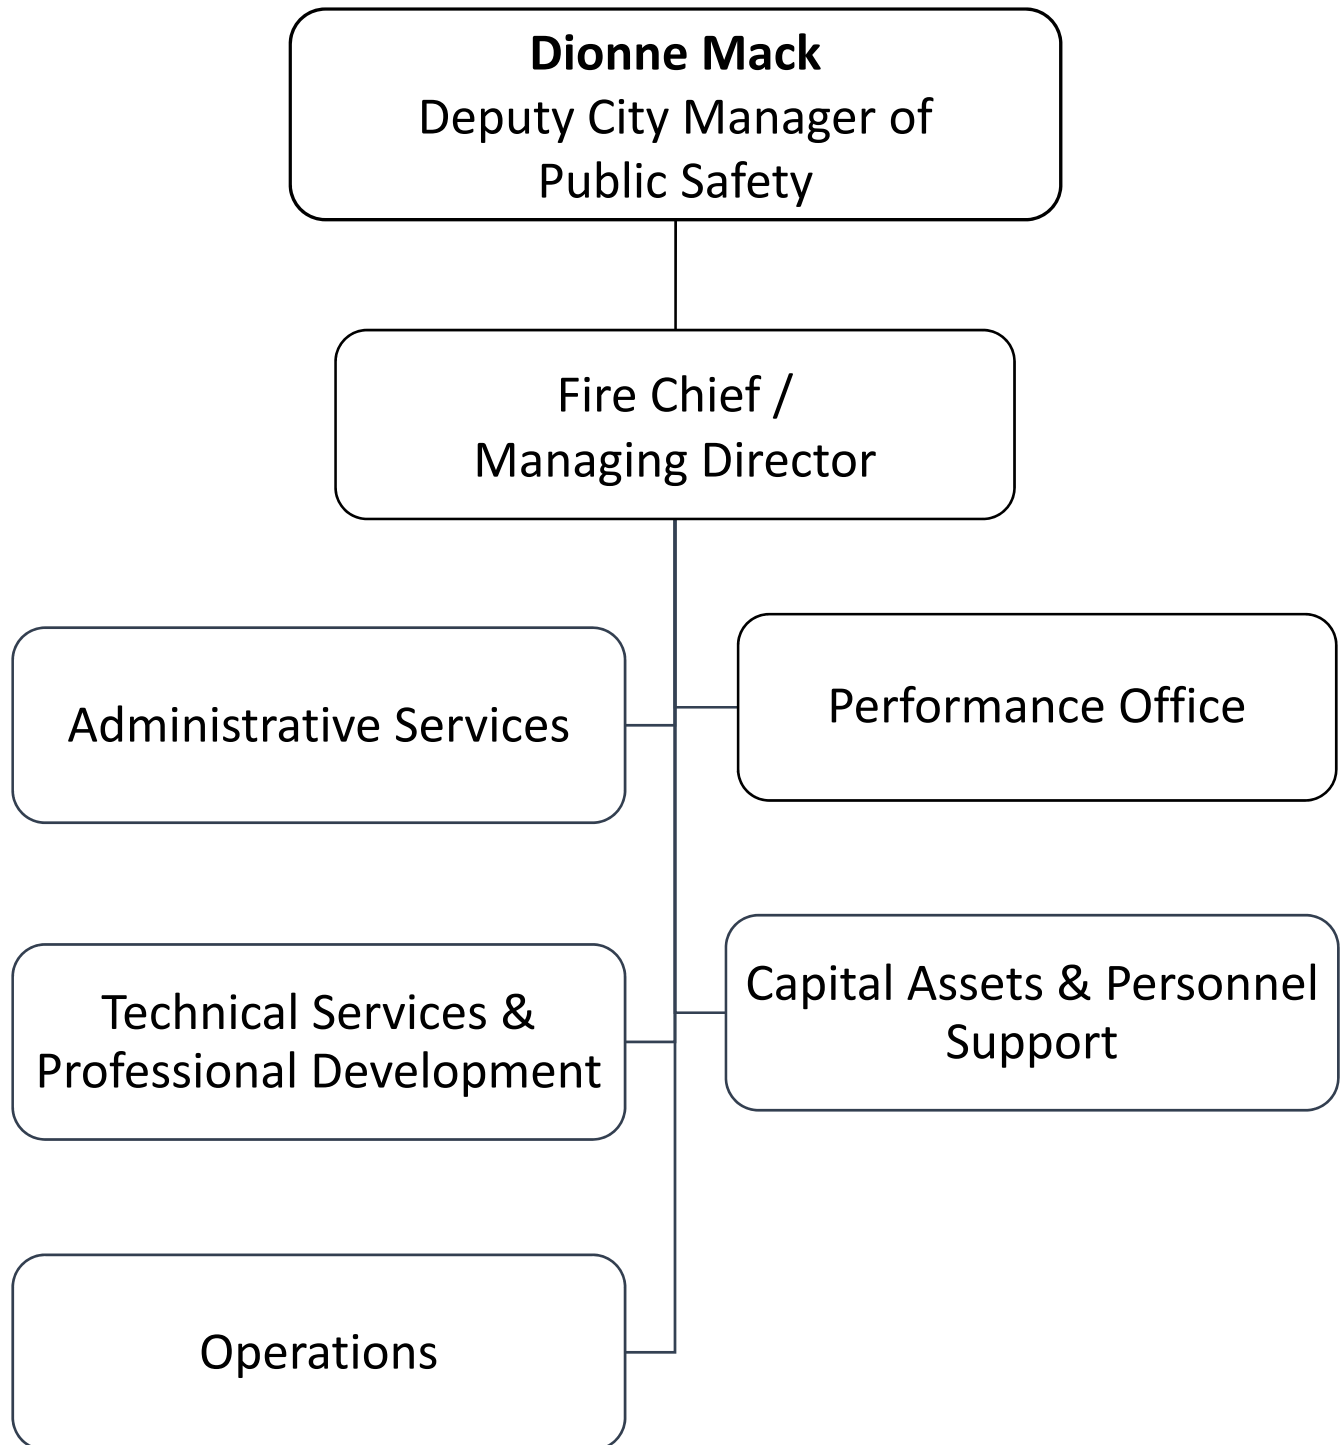 Dionne Mack
Deputy City Manager of
Public Safety
Fire Chief /
Managing Director
Administrative Services
Performance Office
Technical Services &
Professional Development
Capital Assets & Personnel
Support
Operations